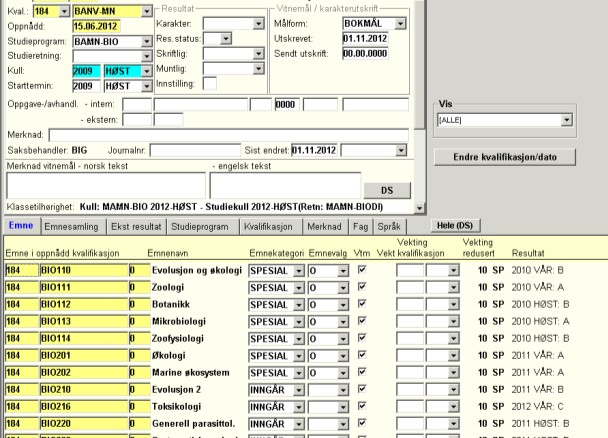 Kval.: 184 BANV-MN Resultat Vitnemål / karakterutskrift
Oppnådd: 15.06.2012 Karakter: Målform: BOKMÅL
Studieprogram: BAMN-BIO Res.status: Utskrevet: 01.11.2012
Studieretning: Skriftlig: Sendt utskrift: 00.00.0000
Kull: 2009 HØST Muntlig:
Starttermin: 2009 HØST Innstilling:
Oppgave-/avhandl. - intern: 0000
- ekstern:
Vis
[ALLE]
Merknad:
Saksbehandler: BIG Journalnr: Sist endret: 01.11.2012
Endre kvalifikasjon/dato
Merknad vitnemål - norsk tekst - engelsk tekst
DS
Klassetilherighet: Kull: MAMN-BIO 2012-HØST - Studiekull 2012-HØST(Retn: MAMN-BIODI)
Emne Emnesamling Ekst resultat Studieprogram Kvalifikasjon Merknad Fag Språk Hele (DS)
Vekting Vekting
Emne i oppnådd kvalifikasjon Emnenavn Emnekategori Emnevalg Vtm Vekt kvalifikasjon redusert Resultat
184 BIO110 0 Evolusjon og økologi SPESIAL O 10 SP 2010 VÅR: B
184 BIO111 0 Zoologi SPESIAL O 10 SP 2010 VÅR: A
184 BIO112 0 Botanikk SPESIAL O 10 SP 2010 HØST: B
184 BIO113 0 Mikrobiologi SPESIAL O 10 SP 2010 HØST: A
184 BIO114 0 Zoofysiologi SPESIAL O 10 SP 2010 HØST: B
184 BIO201 0 Økologi SPESIAL O 10 SP 2011 VÅR: A
184 BIO202 0 Marine økosystem SPESIAL O 10 SP 2011 VÅR: A
184 BIO210 0 Evolusjon 2 INNGÅR 10 SP 2011 VÅR: B
184 BIO216 0 Toksikologi INNGÅR 10 SP 2012 VÅR: C
184 BIO220 0 Generell parasittol. INNGÅR 10 SP 2011 HØST: B